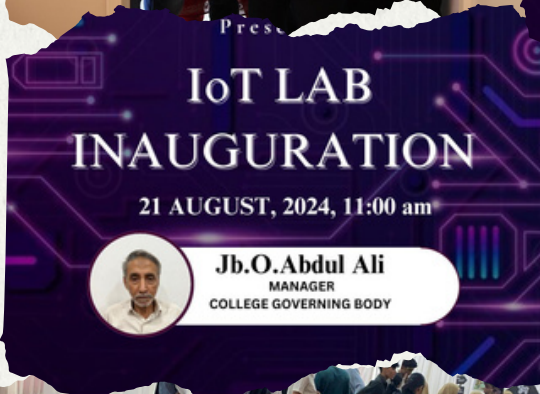 IoT LAB
INAUGURATION
21 AUGUST, 2024, 11:00 am
Jb.O.Abdul Ali
MANAGER
COLLEGE GOVERNING BODY